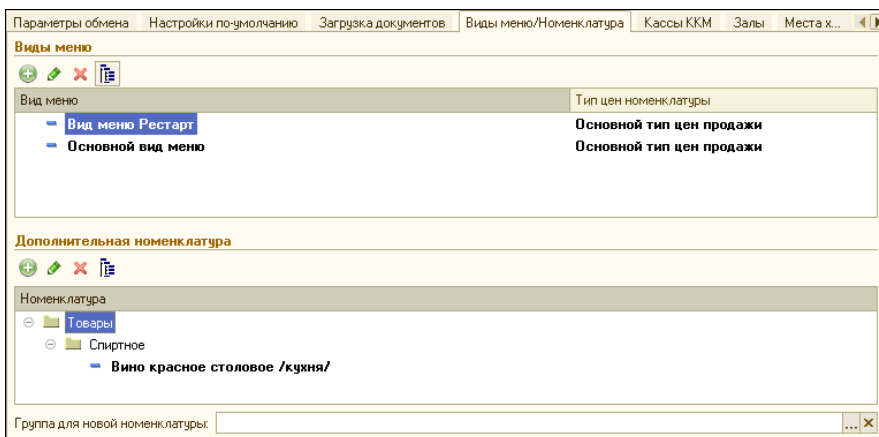 Параметры обмена Настройки по-умолчанию Загрузка документов Виды меню/Номенклатура Кассы ККМ Залы Места х...
Виды меню
Вид меню Тип цен номенклатуры
Вид меню Рестарт Основной тип цен продажи
Основной вид меню Основной тип цен продажи
Дополнительная номенклатура
Номенклатура
Товары
Спиртное
Вино красное столовое /кухня/
Группа для новой номенклатуры: ...